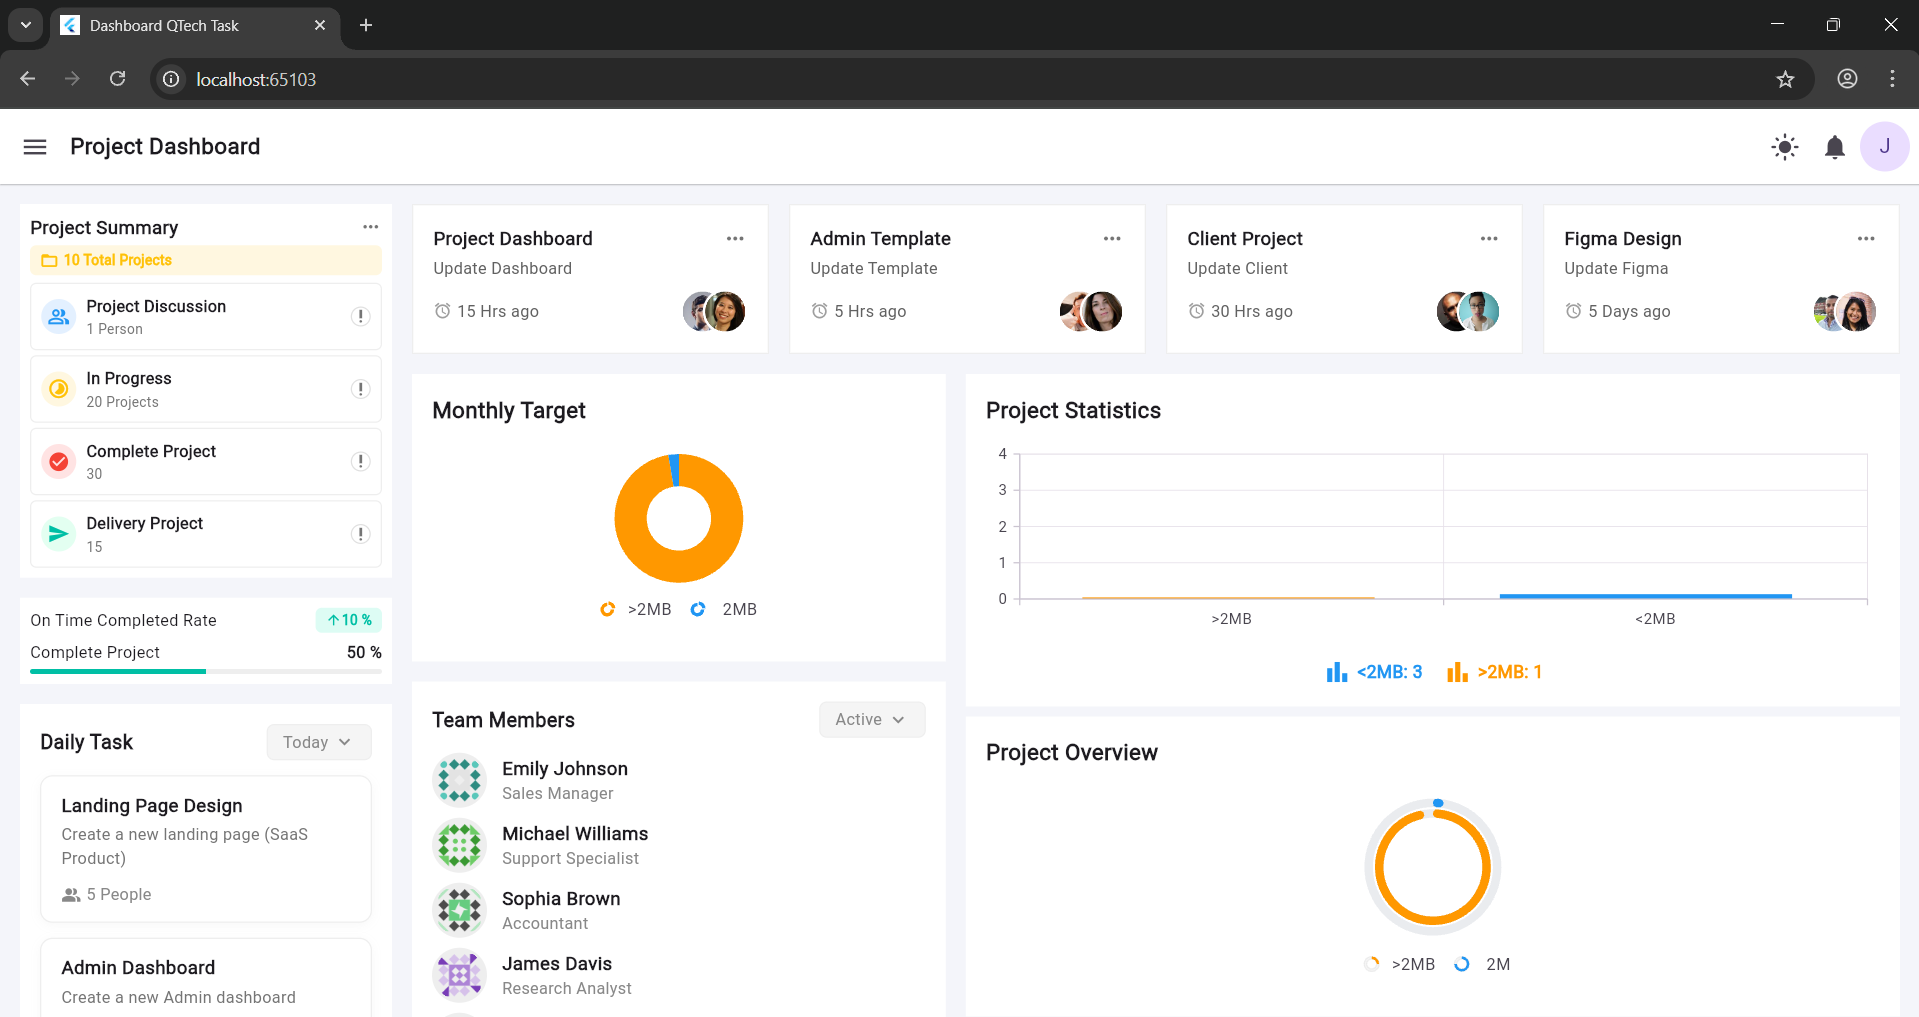 Dashboard QTech Task
localhost:65103
Project Dashboard
J
Project Summary
10 Total Projects
Project Discussion
1 Person
In Progress
20 Projects
Complete Project
30
Delivery Project
15
On Time Completed Rate
10 %
Complete Project
50 %
Daily Task
Today
Landing Page Design
Create a new landing page (SaaS
Product)
5 People
Admin Dashboard
Create a new Admin dashboard
Project Dashboard
Update Dashboard
15 Hrs ago
Admin Template
Update Template
5 Hrs ago
Client Project
Update Client
30 Hrs ago
Figma Design
Update Figma
5 Days ago
Monthly Target
>2MB
2MB
Team Members
Active
Emily Johnson
Sales Manager
Michael Williams
Support Specialist
Sophia Brown
Accountant
James Davis
Research Analyst
Project Statistics
4
3
2
1
0
>2MB
<2MB
<2MB: 3
>2MB: 1
Project Overview
>2MB
2M